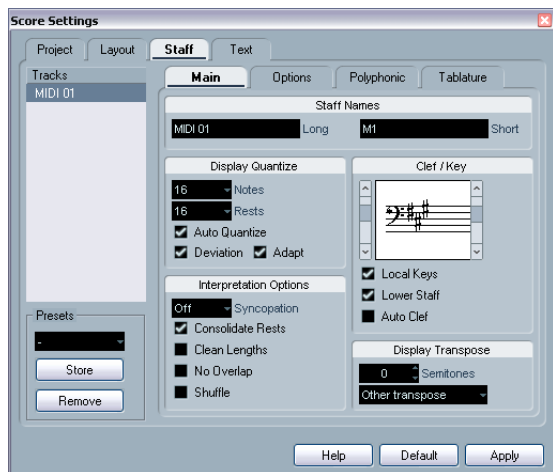 Score Settings
Project Layout Staff Text
Tracks
MIDI 01
Main Options Polyphonic Tablature
Staff Names
MIDI 01 Long M1 Short
Display Quantize
16 Notes
16 Rests
Auto Quantize
Deviation Adapt
Clef / Key
Local Keys
Lower Staff
Auto Clef
Interpretation Options
Off Syncopation
Consolidate Rests
Clean Lengths
No Overlap
Shuffle
Display Transpose
0 Semitones
Other transpose
Presets
-
Store
Remove
Help Default Apply